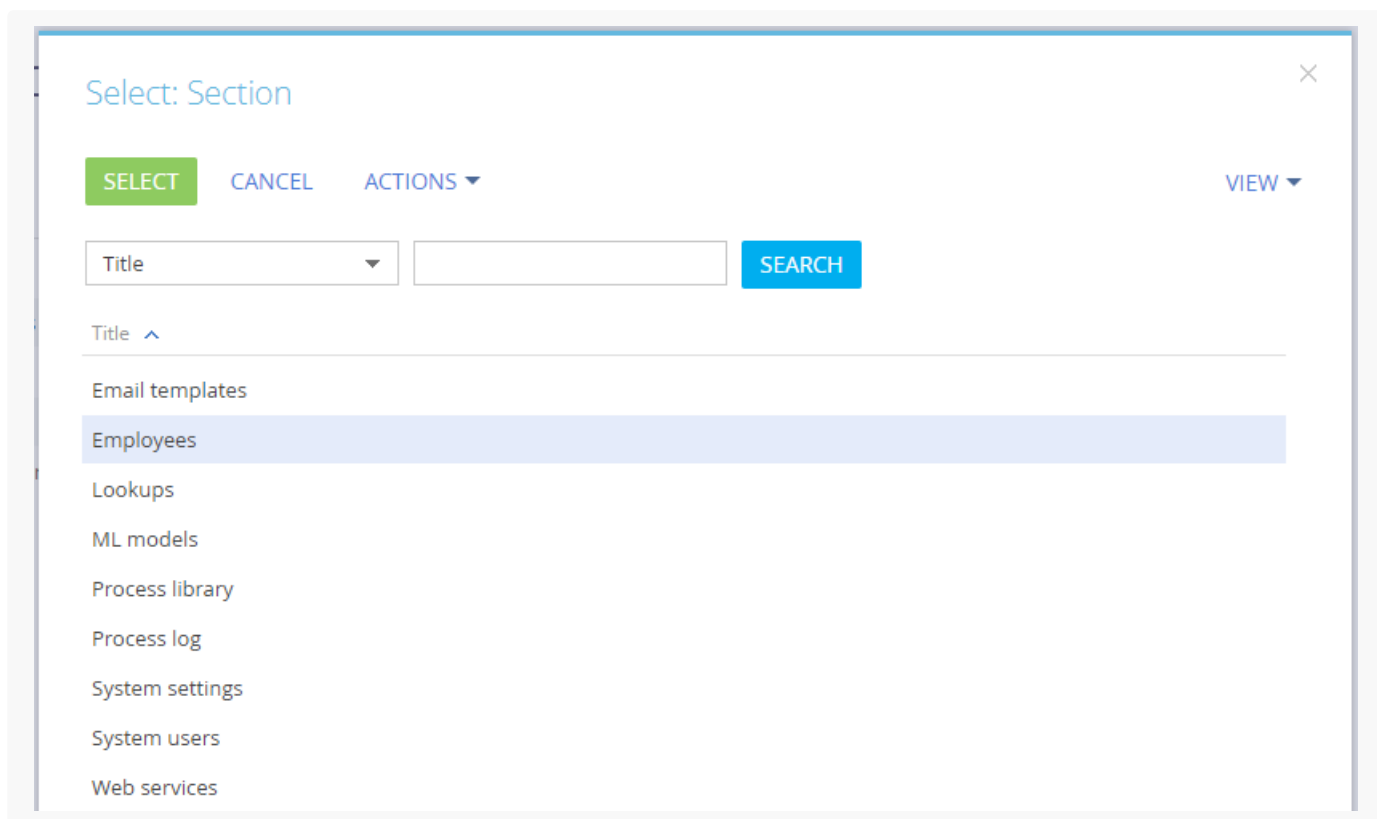 Select: Section
SELECT CANCEL ACTIONS VIEW
Title SEARCH
Title
Email templates
Employees
Lookups
ML models
Process library
Process log
System settings
System users
Web services